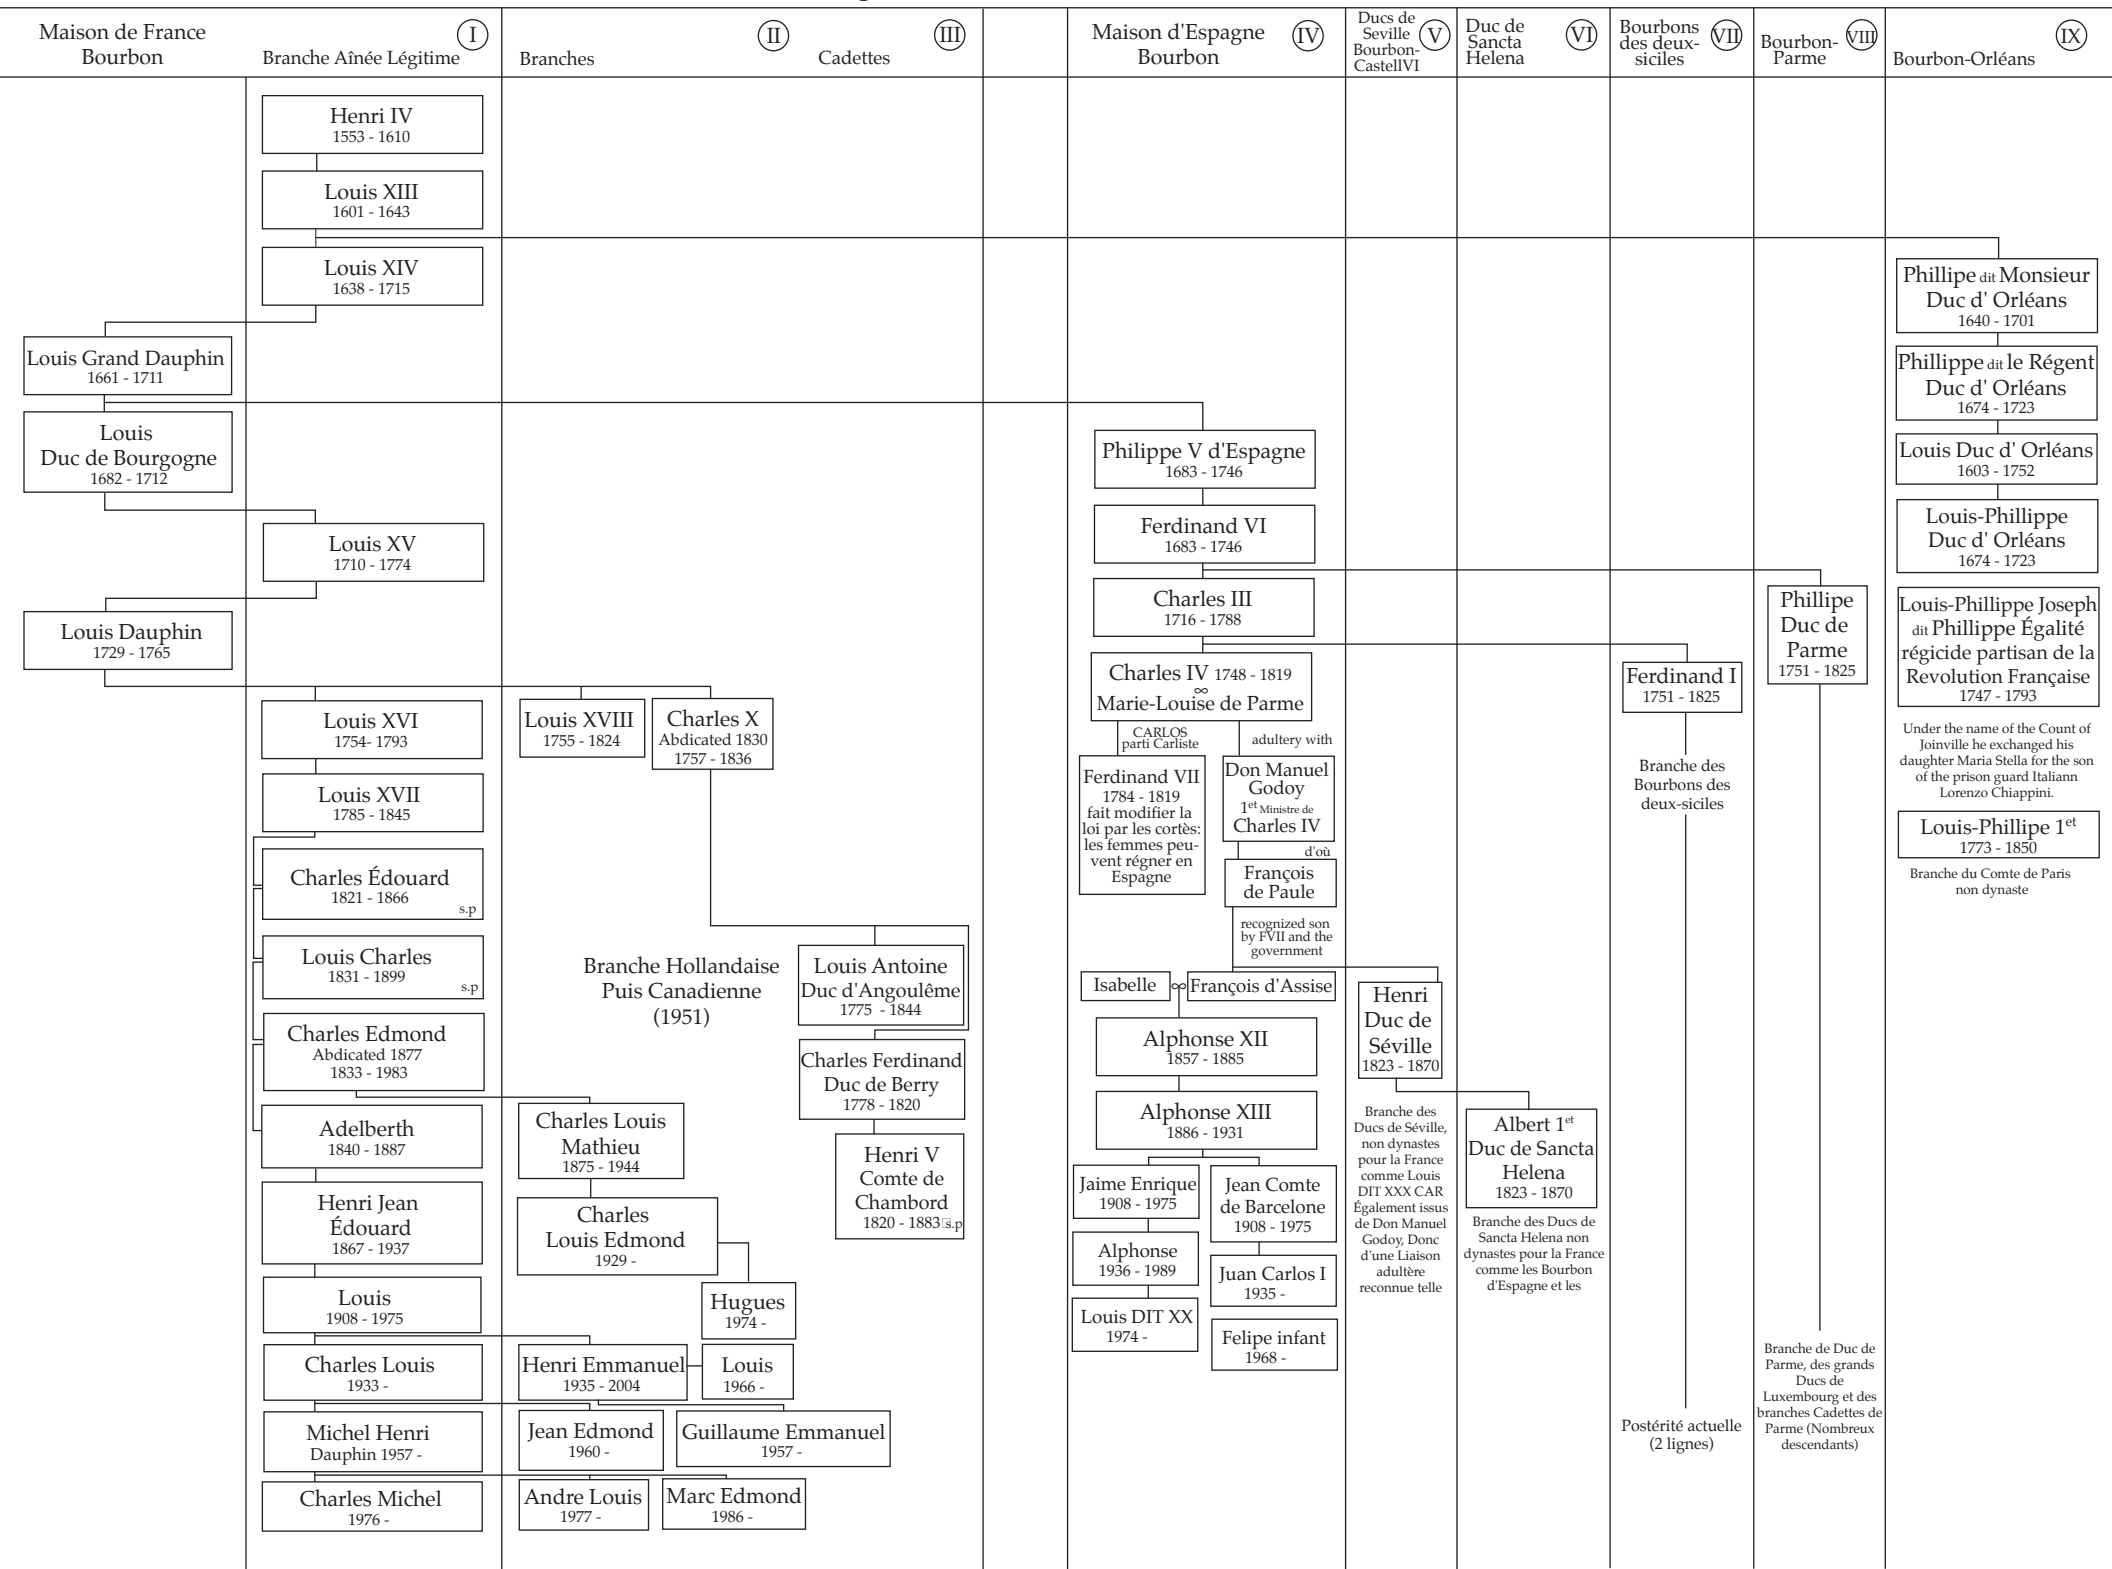 Maison de France
Bourbon
I
Branche Aînée Légitime
II
Branches
III
Cadettes
Maison d'Espagne
Bourbon
IV
Ducs de
Seville
Bourbon-
CastellVI
V
Duc de
Sancta
Helena
VI
Bourbons
des deux-
siciles
VII
Bourbon-
Parme
VIII
Bourbon-Orléans
IX
Henri IV
1553 - 1610
Louis XIII
1601 - 1643
Louis XIV
1638 - 1715
Louis Grand Dauphin
1661 - 1711
Louis
Duc de Bourgogne
1682 - 1712
Louis XV
1710 - 1774
Louis Dauphin
1729 - 1765
Louis XVI
1754- 1793
Louis XVII
1785 - 1845
Charles Édouard
1821 - 1866
s.p
Louis Charles
1831 - 1899
s.p
Charles Edmond
Abdicated 1877
1833 - 1983
Adelberth
1840 - 1887
Henri Jean
Édouard
1867 - 1937
Louis
1908 - 1975
Charles Louis
1933 -
Michel Henri
Dauphin 1957 -
Charles Michel
1976 -
Louis XVIII
1755 - 1824
Charles X
Abdicated 1830
1757 - 1836
Branche Hollandaise
Puis Canadienne
(1951)
Louis Antoine
Duc d'Angoulême
1775 - 1844
Charles Ferdinand
Duc de Berry
1778 - 1820
Henri V
Comte de
Chambord
1820 - 1883 s.p
Charles Louis
Mathieu
1875 - 1944
Charles
Louis Edmond
1929 -
Hugues
1974 -
Henri Emmanuel
1935 - 2004
Louis
1966 -
Jean Edmond
1960 -
Guillaume Emmanuel
1957 -
Andre Louis
1977 -
Marc Edmond
1986 -
Philippe V d'Espagne
1683 - 1746
Ferdinand VI
1683 - 1746
Charles III
1716 - 1788
Charles IV 1748 - 1819
∞
Marie-Louise de Parme
CARLOS
parti Carliste
adultery with
Ferdinand VII
1784 - 1819
fait modifier la
loi par les cortès:
les femmes peu-
vent régner en
Espagne
Don Manuel
Godoy
1et Ministre de
Charles IV
d'où
François
de Paule
recognized son
by FVII and the
government
Isabelle
∞
François d'Assise
Alphonse XII
1857 - 1885
Alphonse XIII
1886 - 1931
Jaime Enrique
1908 - 1975
Jean Comte
de Barcelone
1908 - 1975
Alphonse
1936 - 1989
Juan Carlos I
1935 -
Louis DIT XX
1974 -
Felipe infant
1968 -
Henri
Duc de
Séville
1823 - 1870
Branche des
Ducs de Séville,
non dynastes
pour la France
comme Louis
DIT XXX CAR
Également issus
de Don Manuel
Godoy, Donc
d'une Liaison
adultère
reconnue telle
Albert 1et
Duc de Sancta
Helena
1823 - 1870
Branche des Ducs de
Sancta Helena non
dynastes pour la France
comme les Bourbon
d'Espagne et les
Ferdinand I
1751 - 1825
Branche des
Bourbons des
deux-siciles
Postérité actuelle
(2 lignes)
Phillipe
Duc de
Parme
1751 - 1825
Branche de Duc de
Parme, des grands
Ducs de
Luxembourg et des
branches Cadettes de
Parme (Nombreux
descendants)
Phillipe dit Monsieur
Duc d' Orléans
1640 - 1701
Phillippe dit le Régent
Duc d' Orléans
1674 - 1723
Louis Duc d' Orléans
1603 - 1752
Louis-Phillippe
Duc d' Orléans
1674 - 1723
Louis-Phillippe Joseph
dit Phillippe Égalité
régicide partisan de la
Revolution Française
1747 - 1793
Under the name of the Count of
Joinville he exchanged his
daughter Maria Stella for the son
of the prison guard Italiann
Lorenzo Chiappini.
Louis-Phillipe 1et
1773 - 1850
Branche du Comte de Paris
non dynaste